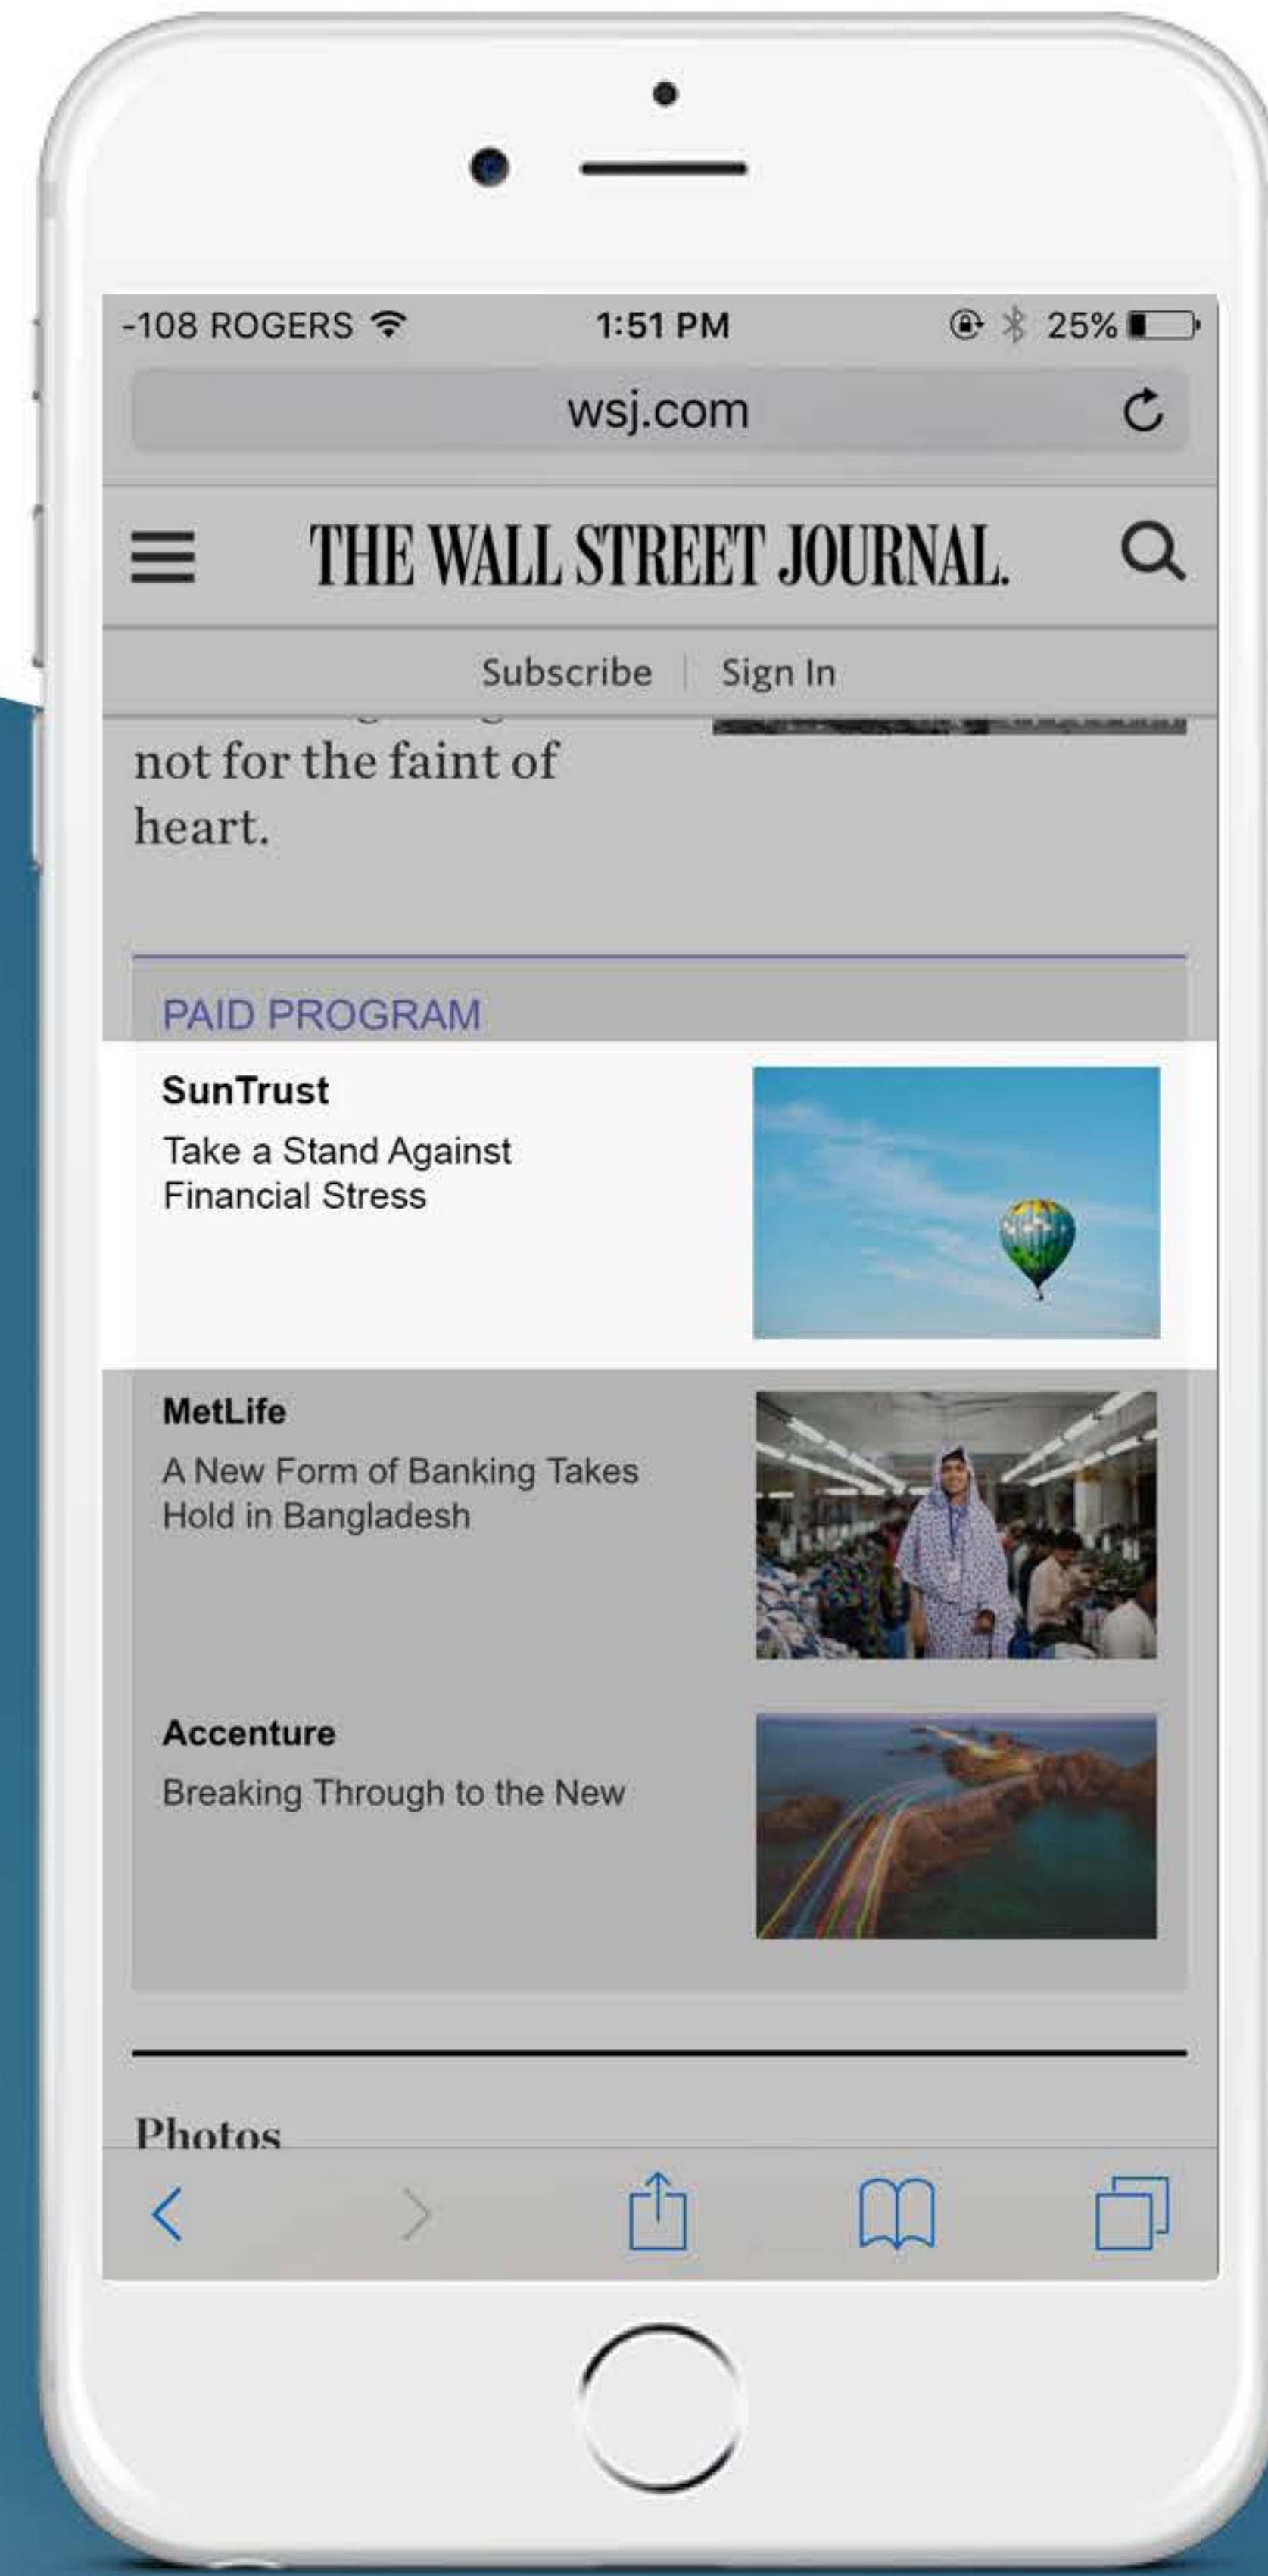 -108 ROGERS 1:51 PM 25%
wsj.com
THE WALL STREET JOURNAL.
Subscribe Sign In
not for the faint of
heart.
PAID PROGRAM
SunTrust
Take a Stand Against
Financial Stress
MetLife
A New Form of Banking Takes
Hold in Bangladesh
Accenture
Breaking Through to the New
Photos